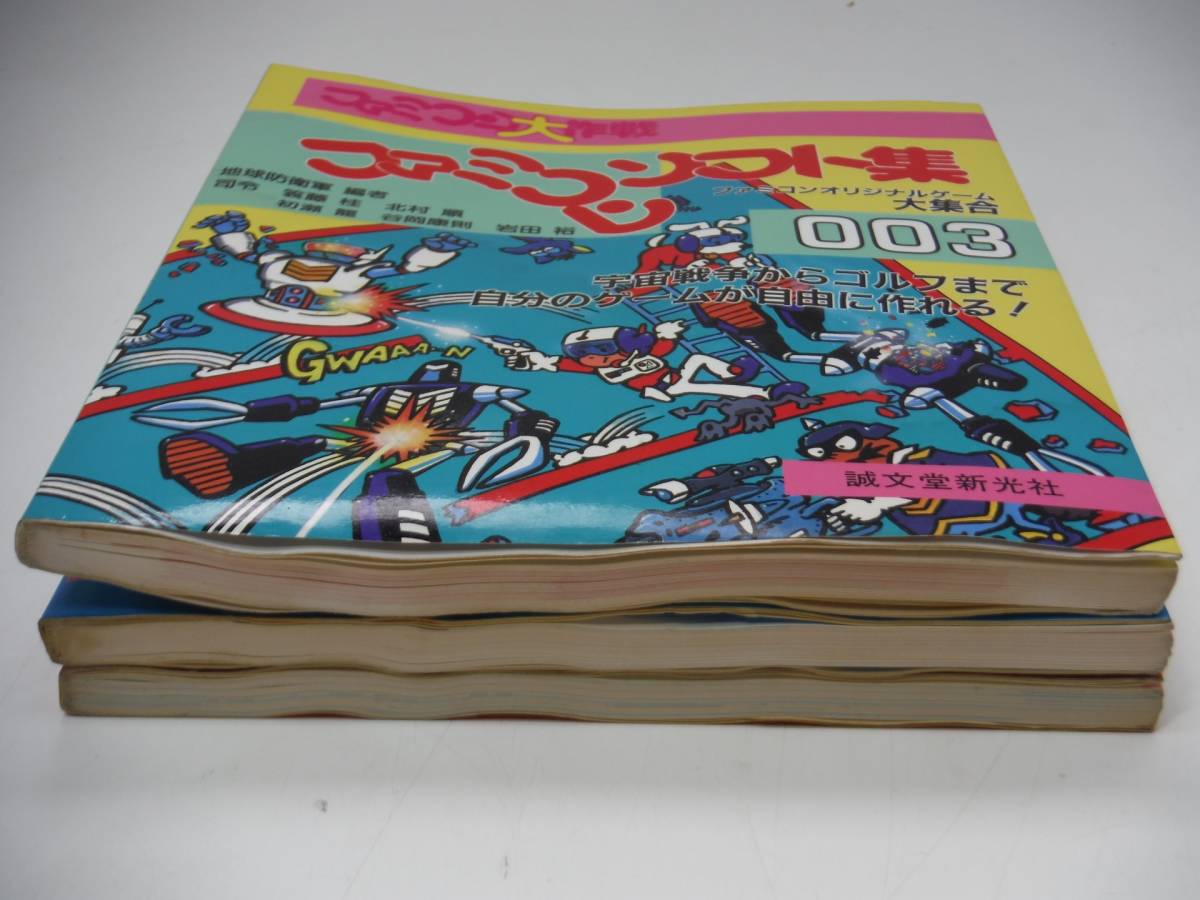 ファミコン大作戦
ファミコンソフト集
ファミコンオリジナルゲーム
大集合
地球防衛軍 編著
司令 桂 北村 順
初瀬 龍 谷岡康則 岩田 裕
003
宇宙戦争からゴルフまで
自分のゲームが自由に作れる!
GWAAA-N
誠文堂新光社